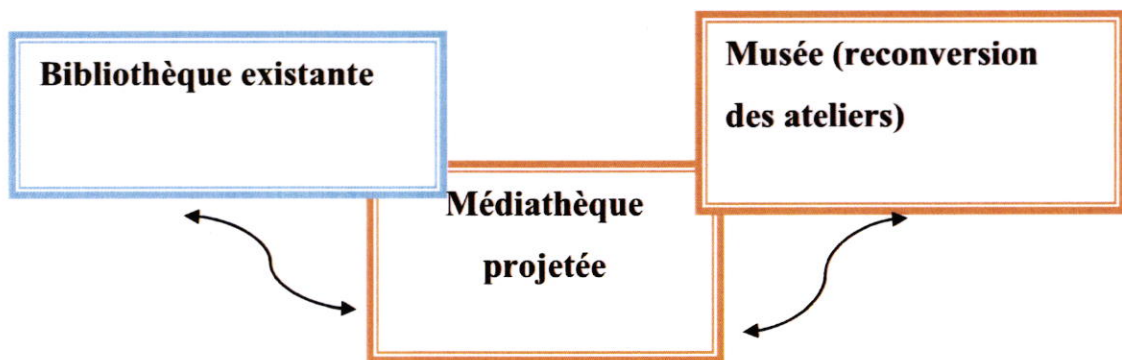 Bibliothèque existante
Musée (reconversion
des ateliers)
Médiathèque
projetée